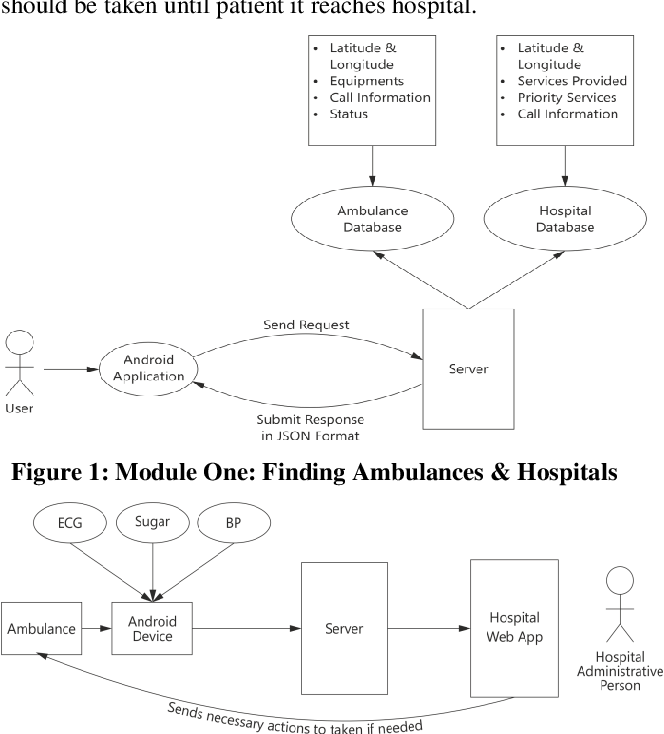 should be taken until patient it reaches hospital.
• Latitude &
Longitude
• Equipments
• Call Information
• Status
• Latitude &
Longitude
• Services Provided
• Priority Services
• Call Information
Ambulance
Database
Hospital
Database
Send Request
Android
Application
Server
User
Submit Response
in JSON Format
Figure 1: Module One: Finding Ambulances & Hospitals
ECG
Sugar
BP
Ambulance
Android
Device
Server
Hospital
Web App
Hospital
Administrative
Person
Sends necessary actions to taken if needed